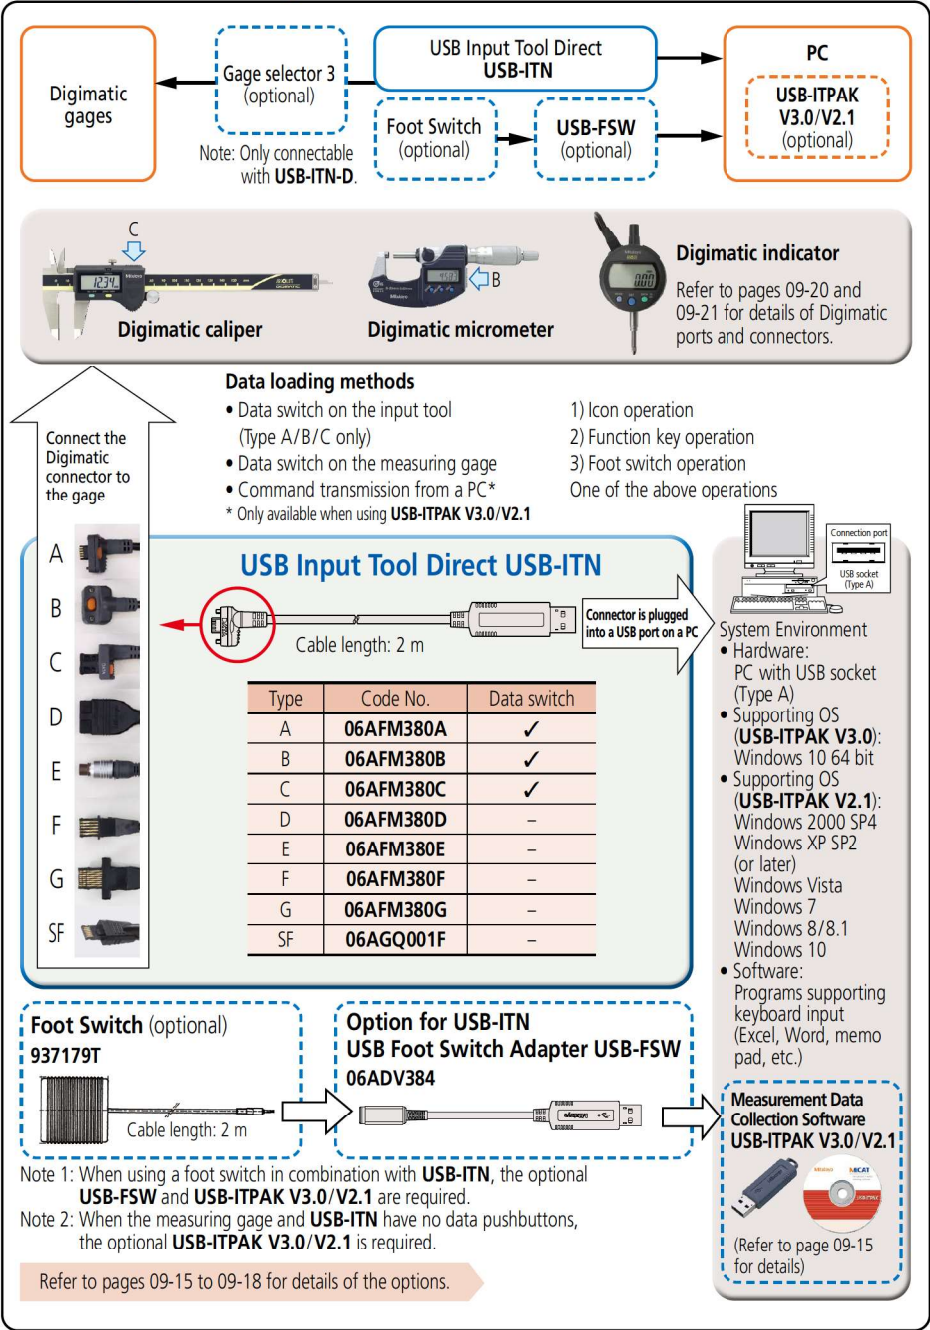 Digimatic
gages
Gage selector 3
(optional)
Note: Only connectable
with USB-ITN-D.
USB Input Tool Direct
USB-ITN
Foot Switch
(optional)
USB-FSW
(optional)
PC
USB-ITPAK
V3.0/V2.1
(optional)
C
12.34
Digimatic caliper
B
Mitutoyo
Digimatic micrometer
0.00
Digimatic indicator
Refer to pages 09-20 and
09-21 for details of Digimatic
ports and connectors.
Connect the
Digimatic
connector to
the gage
Data loading methods
• Data switch on the input tool
(Type A/B/C only)
• Data switch on the measuring gage
• Command transmission from a PC*
* Only available when using USB-ITPAK V3.0/V2.1
1) Icon operation
2) Function key operation
3) Foot switch operation
One of the above operations
A
B
C
D
E
F
G
SF
USB Input Tool Direct USB-ITN
Cable length: 2 m
Connector is plugged
into a USB port on a PC
Type Code No. Data switch
A 06AFM380A ✓
B 06AFM380B ✓
C 06AFM380C ✓
D 06AFM380D –
E 06AFM380E –
F 06AFM380F –
G 06AFM380G –
SF 06AGQ001F –
Connection port
USB socket
(Type A)
System Environment
• Hardware:
PC with USB socket
(Type A)
• Supporting OS
(USB-ITPAK V3.0):
Windows 10 64 bit
• Supporting OS
(USB-ITPAK V2.1):
Windows 2000 SP4
Windows XP SP2
(or later)
Windows Vista
Windows 7
Windows 8/8.1
Windows 10
• Software:
Programs supporting
keyboard input
(Excel, Word, memo
pad, etc.)
Foot Switch (optional)
937179T
Cable length: 2 m
Option for USB-ITN
USB Foot Switch Adapter USB-FSW
06ADV384
Measurement Data
Collection Software
USB-ITPAK V3.0/V2.1
Mitutoyo
MICAT
USB-ITPAK
(Refer to page 09-15
for details)
Note 1: When using a foot switch in combination with USB-ITN, the optional
USB-FSW and USB-ITPAK V3.0/V2.1 are required.
Note 2: When the measuring gage and USB-ITN have no data pushbuttons,
the optional USB-ITPAK V3.0/V2.1 is required.
Refer to pages 09-15 to 09-18 for details of the options.